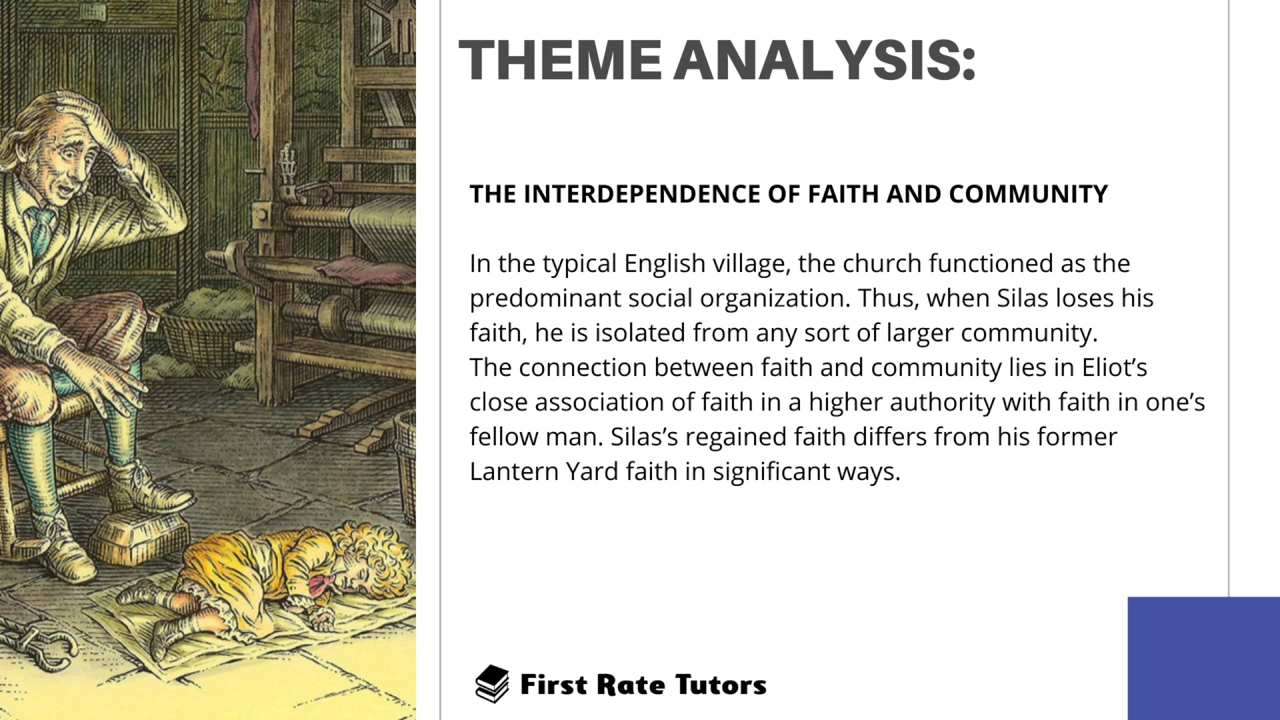 THEME ANALYSIS:
THE INTERDEPENDENCE OF FAITH AND COMMUNITY
In the typical English village, the church functioned as the
predominant social organization. Thus, when Silas loses his
faith, he is isolated from any sort of larger community.
The connection between faith and community lies in Eliot’s
close association of faith in a higher authority with faith in one’s
fellow man. Silas’s regained faith differs from his former
Lantern Yard faith in significant ways.
First Rate Tutors